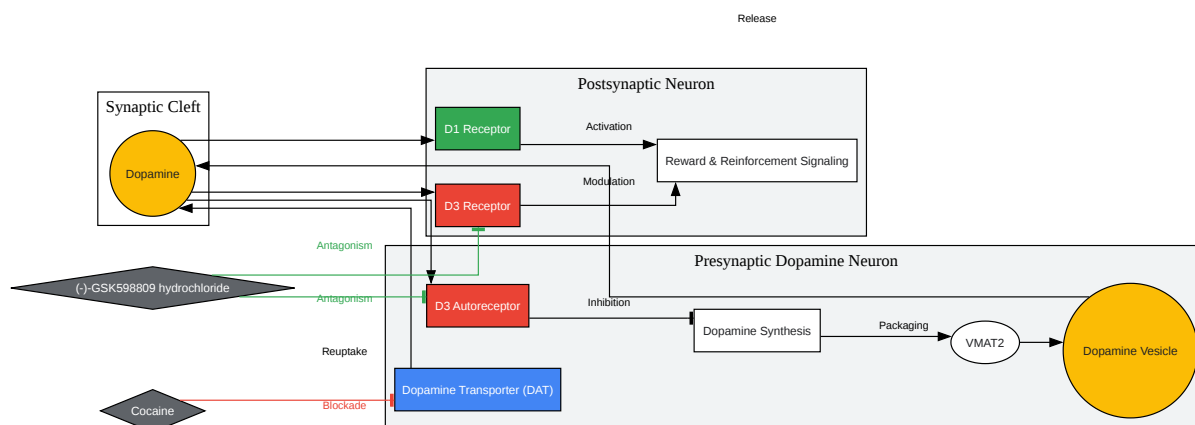 Release
Postsynaptic Neuron
Synaptic Cleft
D1 Receptor
Activation
Reward & Reinforcement Signaling
Dopamine
Modulation
D3 Receptor
Antagonism
Presynaptic Dopamine Neuron
(-)-GSK598809 hydrochloride
Antagonism
D3 Autoreceptor
Inhibition
Dopamine Synthesis
Packaging
VMAT2
Dopamine Vesicle
Reuptake
Dopamine Transporter (DAT)
Cocaine
Blockade